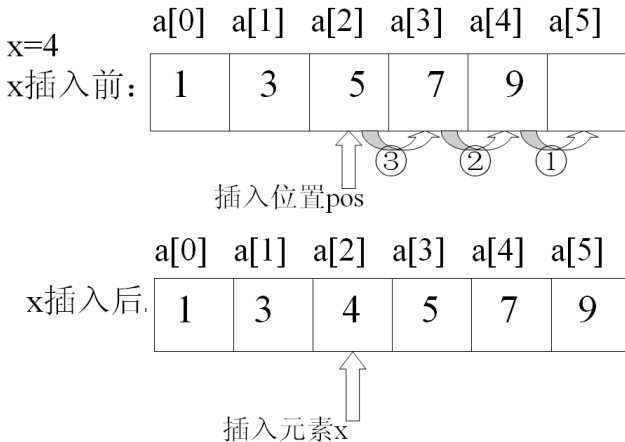 a[0] a[1] a[2] a[3] a[4] a[5]
x=4
x插入前: 1 3 5 7 9
③ ② ①
插入位置pos
a[0] a[1] a[2] a[3] a[4] a[5]
x插入后 1 3 4 5 7 9
插入元素x